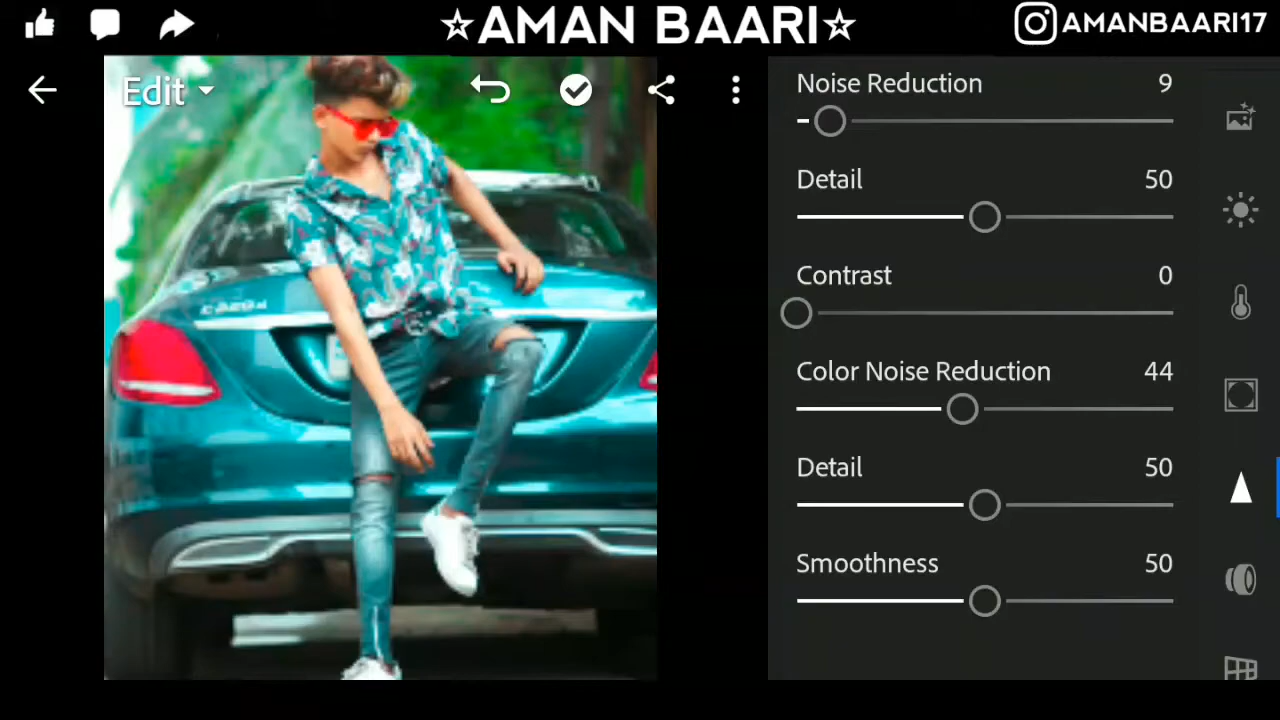 ☆AMAN BAARI☆
AMANBAARI17
Edit
Noise Reduction 9
Detail 50
Contrast 0
Color Noise Reduction 44
Detail 50
Smoothness 50